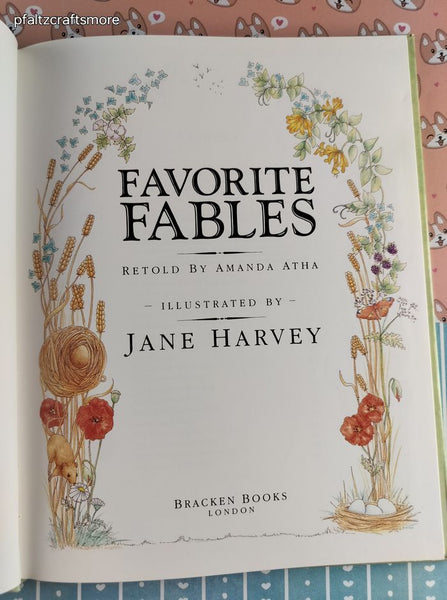 pfaltzcraftsmore
FAVORITE
FABLES
RETOLD BY AMANDA ATHA
– ILLUSTRATED BY –
JANE HARVEY
BRACKEN BOOKS
LONDON